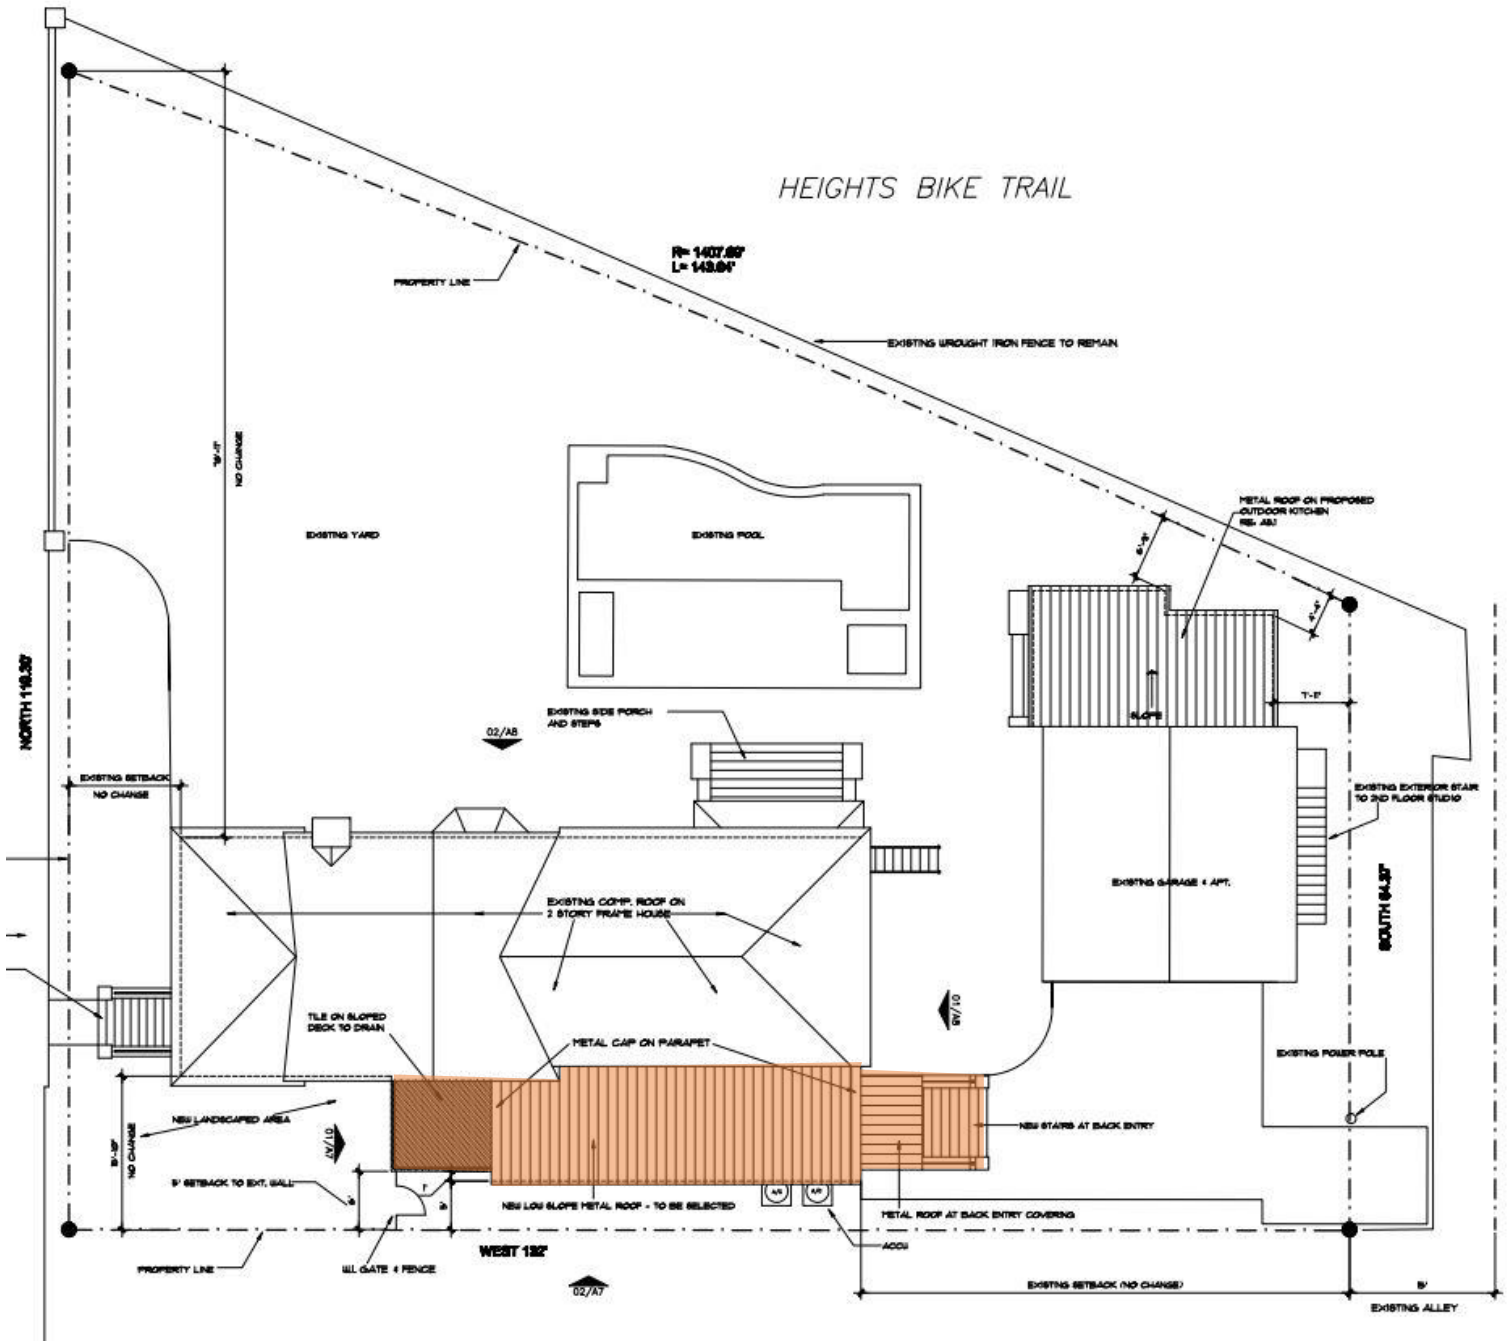 HEIGHTS BIKE TRAIL
L= 143.64'
PROPERTY LINE
EXISTING WROUGHT IRON FENCE TO REMAIN
NO CHANGE
METAL ROOF ON PROPOSED
OUTDOOR KITCHEN
EXISTING YARD
EXISTING POOL
SLOPE
NORTH
EXISTING SIDE PORCH
AND STEPS
02/A8
EXISTING SETBACK
NO CHANGE
EXISTING EXTERIOR STAIR
TO 2ND FLOOR STUDIO
EXISTING GARAGE & APT.
EXISTING COMP. ROOF ON
2 STORY FRAME HOUSE
SOUTH
01/A8
TILE ON SLOPED
DECK TO DRAIN
METAL CAP ON PARAPET
EXISTING POWER POLE
NEW LANDSCAPED AREA
NEW STAIRS AT BACK ENTRY
01/A7
NO CHANGE
5' SETBACK TO EXT. WALL
NEW LOW SLOPE METAL ROOF - TO BE SELECTED
METAL ROOF AT BACK ENTRY COVERING
ACCU
WEST 132'
PROPERTY LINE
W.I. GATE & FENCE
02/A7
EXISTING SETBACK (NO CHANGE)
EXISTING ALLEY